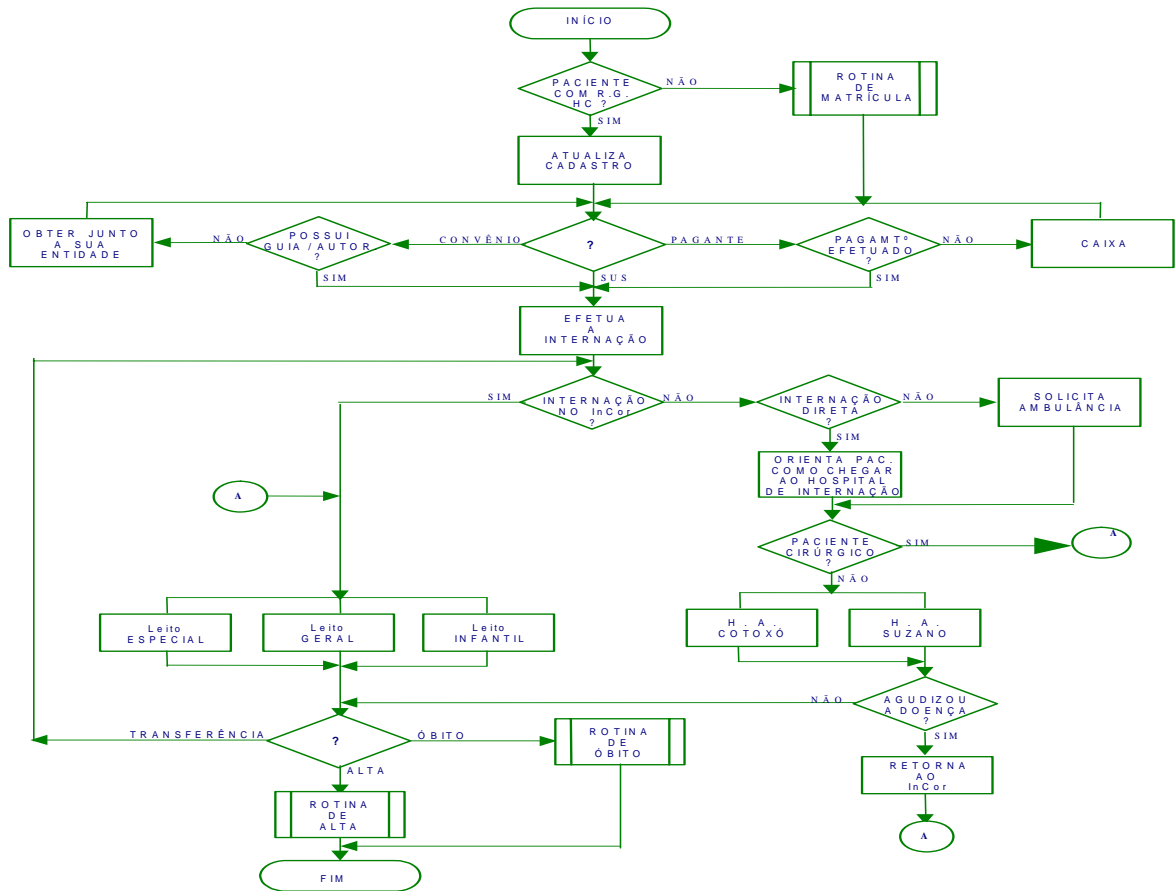 INÍCIO
PACIENTE
COM R.G.
HC ?
NÃO
ROTINA
DE
MATRÍCULA
SIM
ATUALIZA
CADASTRO
OBTER JUNTO
A SUA
ENTIDADE
NÃO
POSSUI
GUIA / AUTOR
?
CONVÊNIO
?
PAGANTE
PAGAMTº
EFETUADO
?
NÃO
CAIXA
SIM
SUS
SIM
EFETUA
A
INTERNAÇÃO
SIM
INTERNAÇÃO
NO InCor
?
NÃO
INTERNAÇÃO
DIRETA
?
NÃO
SOLICITA
AMBULÂNCIA
SIM
ORIENTA PAC.
COMO CHEGAR
AO HOSPITAL
DE INTERNAÇÃO
A
PACIENTE
CIRÚRGICO
?
SIM
A
NÃO
Leito
ESPECIAL
Leito
GERAL
Leito
INFANTIL
H. A.
COTOXÓ
H. A.
SUZANO
NÃO
AGUDIZOU
A DOENÇA
?
TRANSFERÊNCIA
?
ÓBITO
ROTINA
DE
ÓBITO
SIM
ALTA
RETORNA
AO
InCor
ROTINA
DE
ALTA
A
FIM